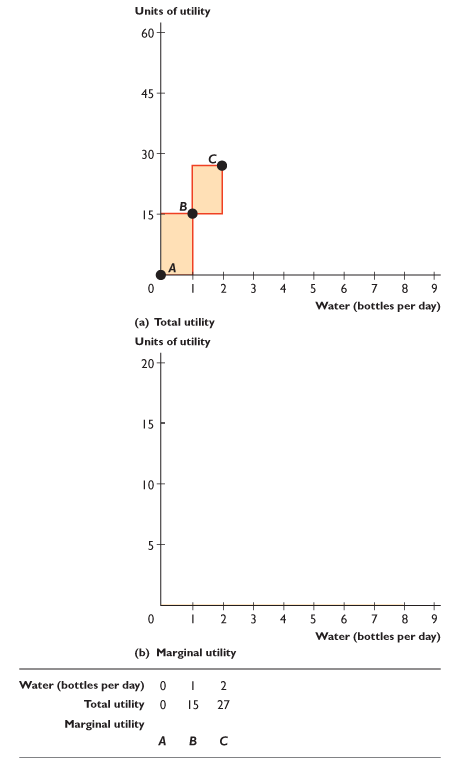 Units of utility
60
45
30
C
B
15
A
0 1 2 3 4 5 6 7 8 9
Water (bottles per day)
(a) Total utility
Units of utility
20
15
10
5
0 1 2 3 4 5 6 7 8 9
Water (bottles per day)
(b) Marginal utility
Water (bottles per day) 0 1 2
Total utility 0 15 27
Marginal utility
A B C